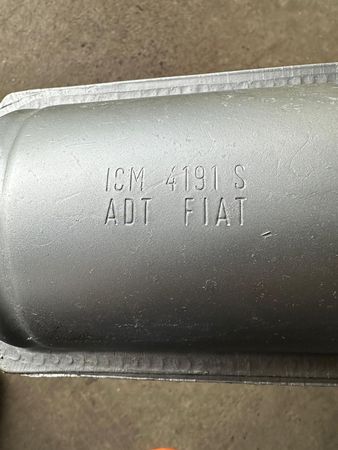 ICM 4191 S
ADT FIAT